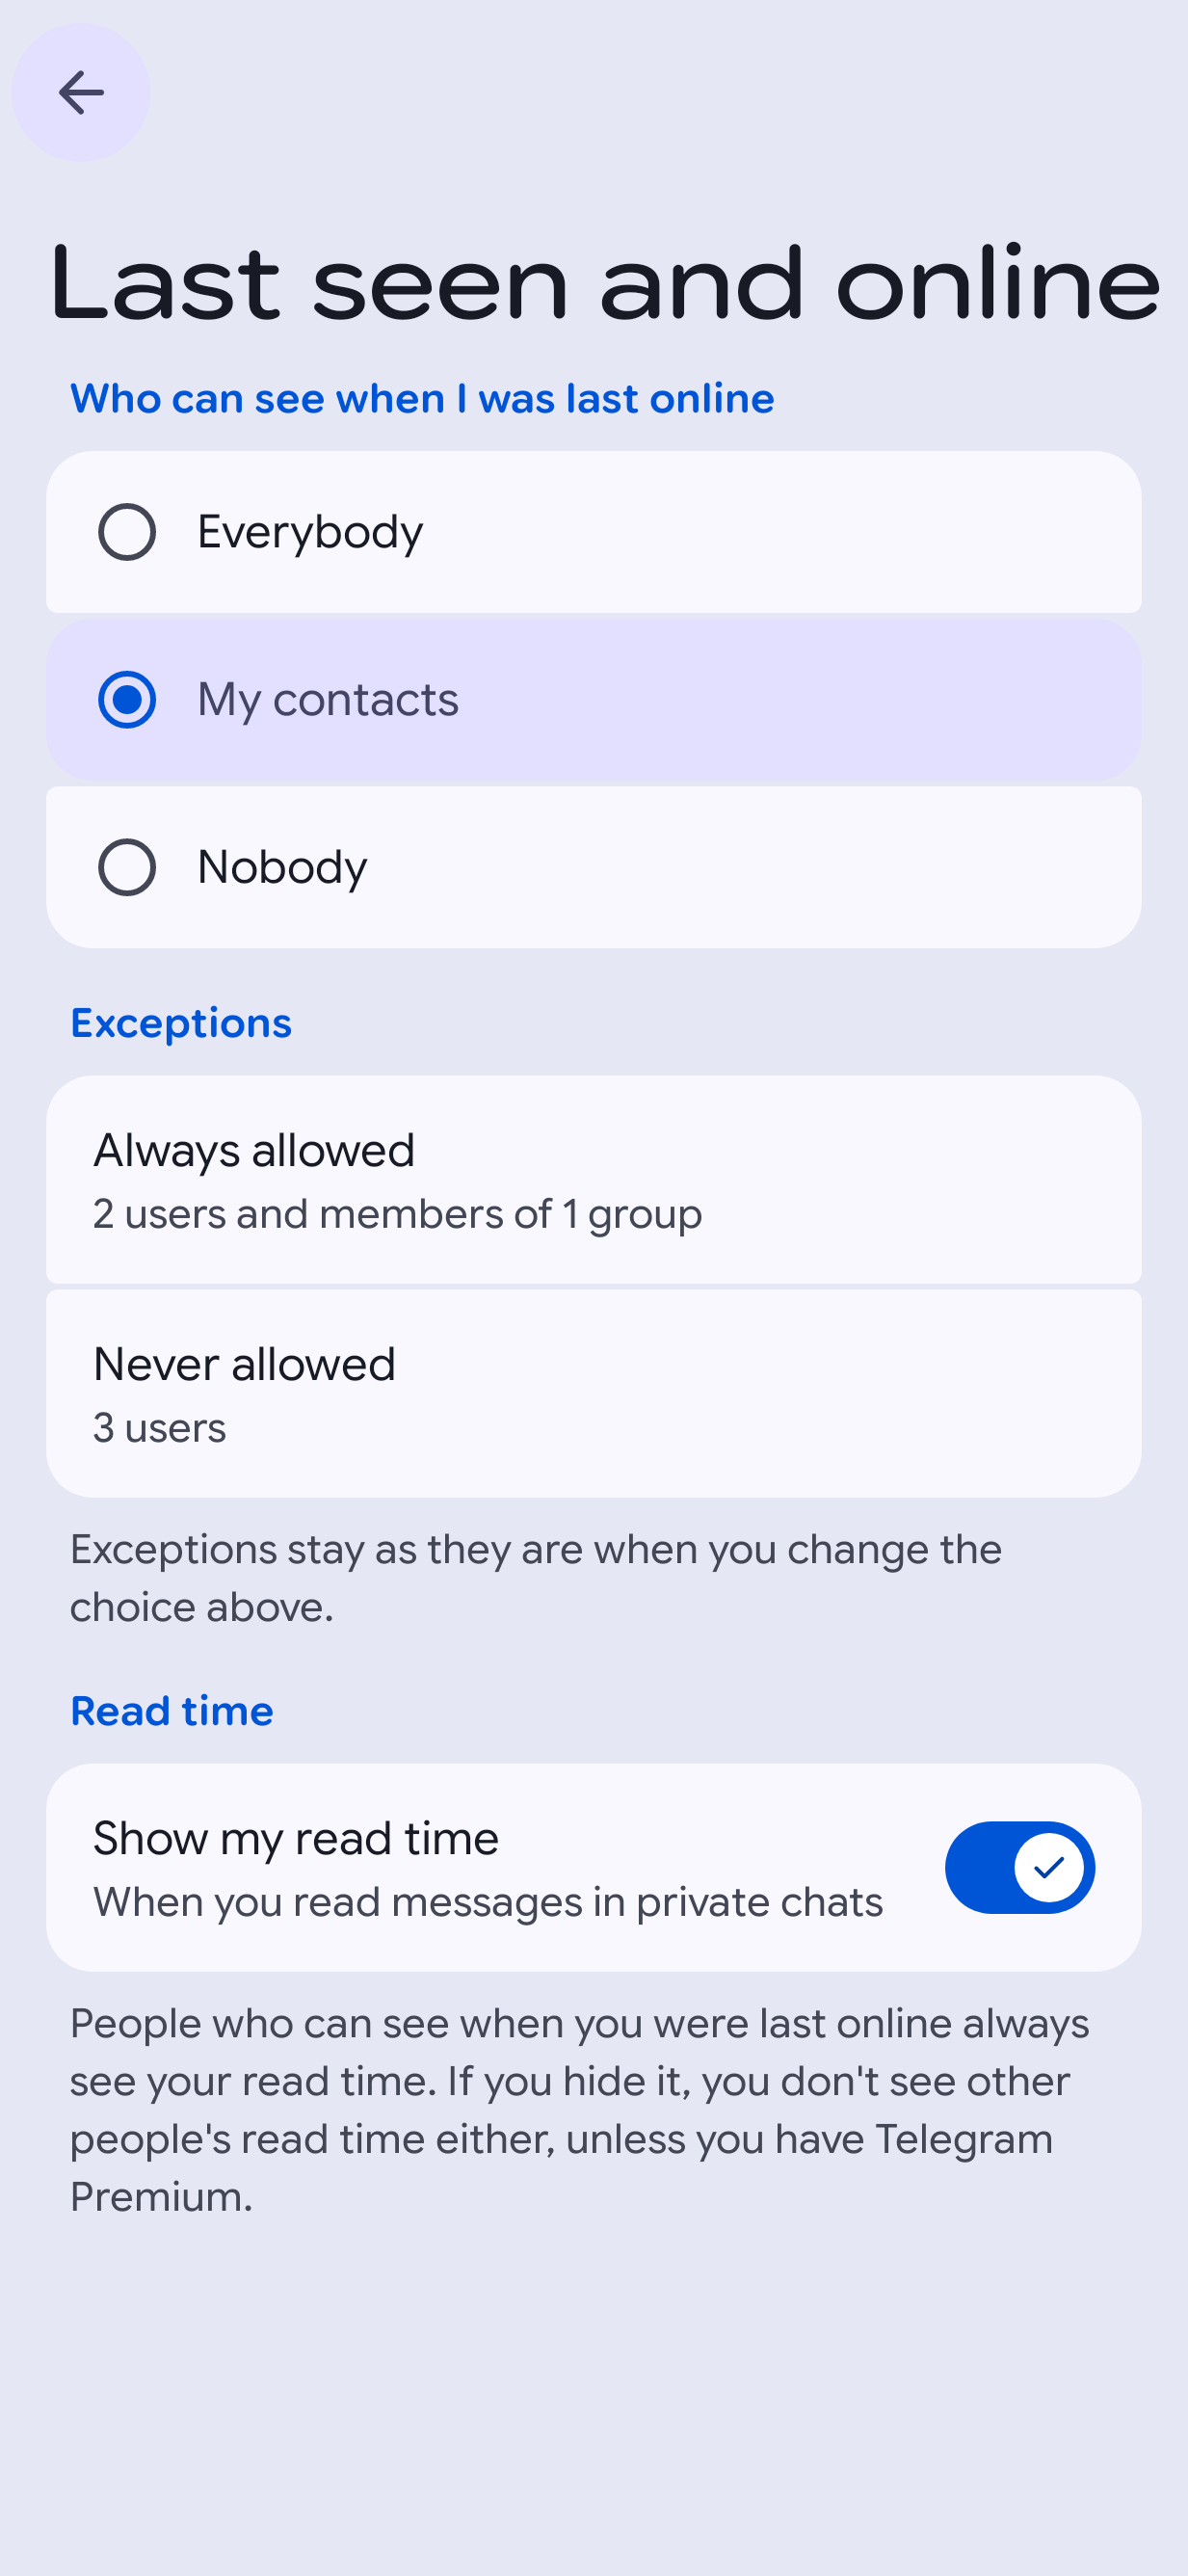 Last seen and online
Who can see when I was last online
Everybody
My contacts
Nobody
Exceptions
Always allowed
2 users and members of 1 group
Never allowed
3 users
Exceptions stay as they are when you change the
choice above.
Read time
Show my read time
When you read messages in private chats
People who can see when you were last online always
see your read time. If you hide it, you don't see other
people's read time either, unless you have Telegram
Premium.